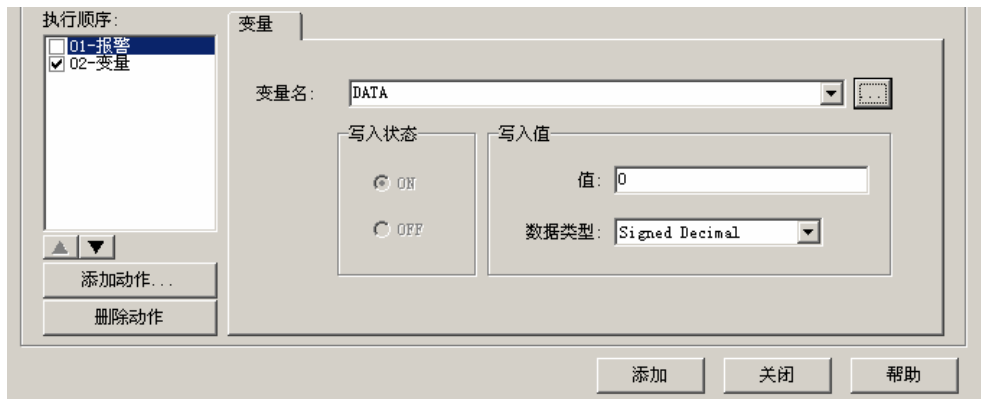 执行顺序:
01-报警
02-变量
添加动作...
删除动作
变量
变量名: DATA ...
写入状态
ON
OFF
写入值
值: 0
数据类型: Signed Decimal
添加 关闭 帮助